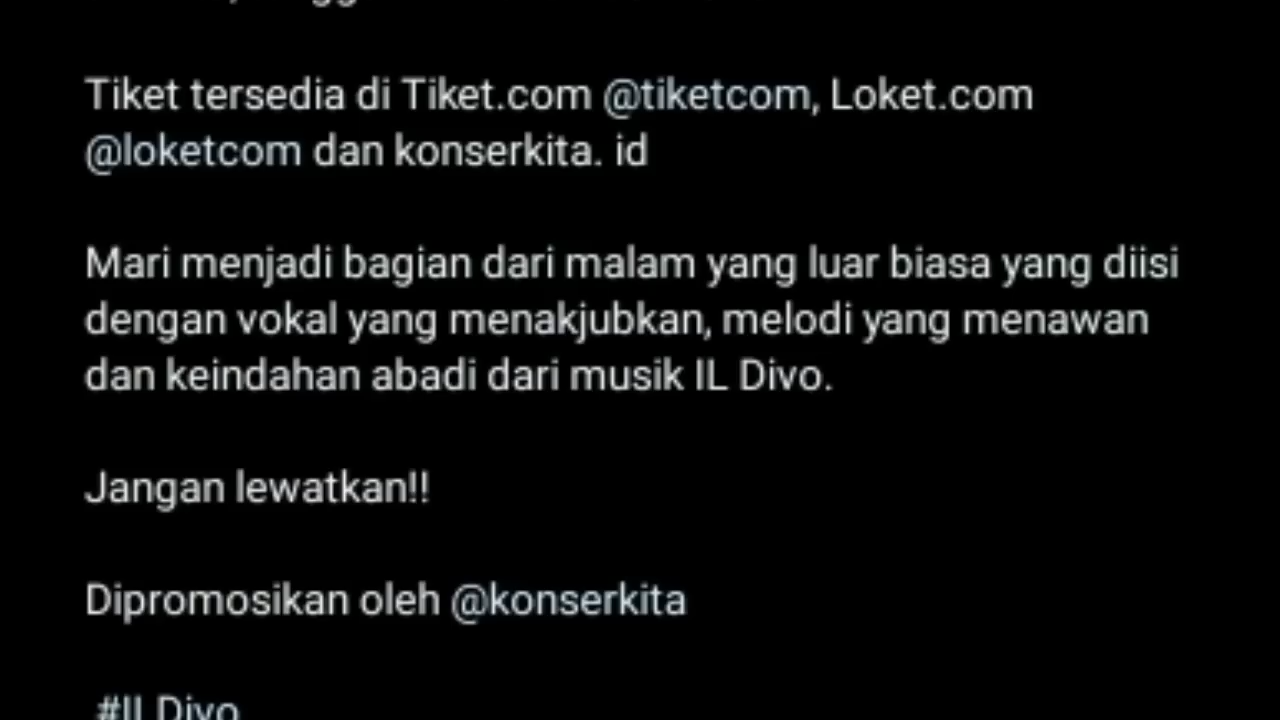 Tiket tersedia di Tiket.com @tiketcom, Loket.com
@loketcom dan konserkita. id
Mari menjadi bagian dari malam yang luar biasa yang diisi
dengan vokal yang menakjubkan, melodi yang menawan
dan keindahan abadi dari musik IL Divo.
Jangan lewatkan!!
Dipromosikan oleh @konserkita
#IL Divo